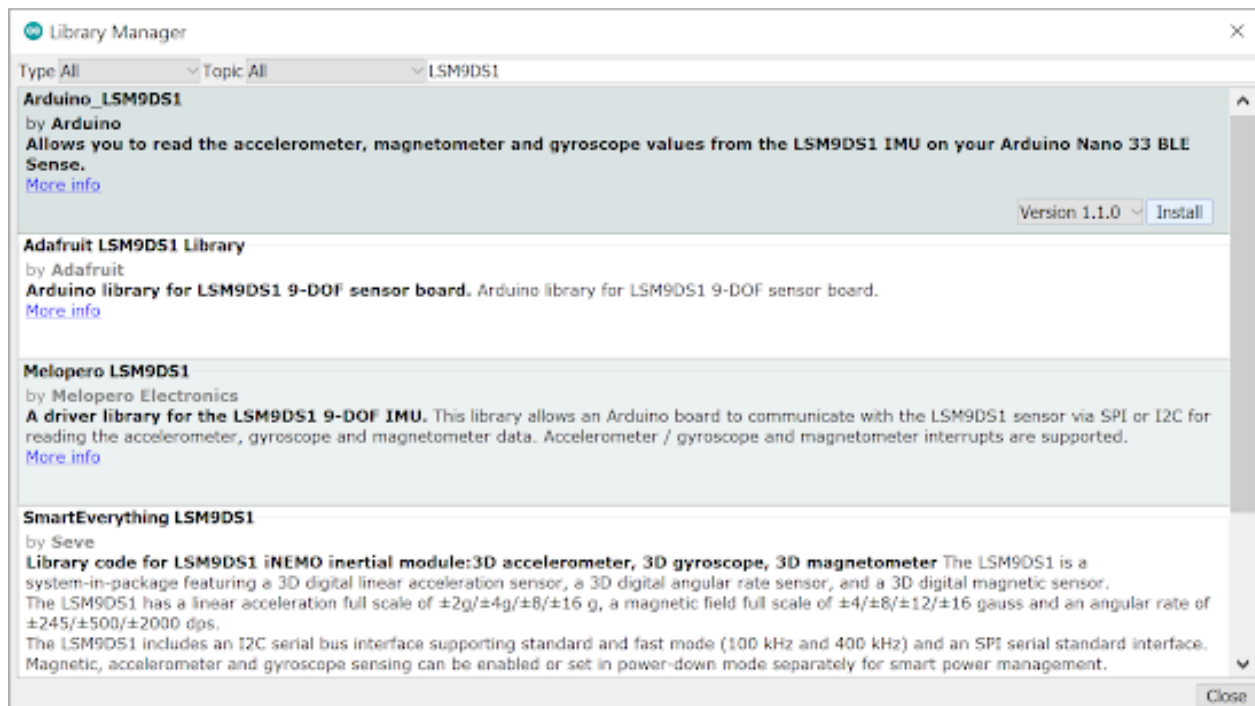 Library Manager
Type All Topic All LSM9DS1
Arduino_LSM9DS1
by Arduino
Allows you to read the accelerometer, magnetometer and gyroscope values from the LSM9DS1 IMU on your Arduino Nano 33 BLE
Sense.
More info
Version 1.1.0 Install
Adafruit LSM9DS1 Library
by Adafruit
Arduino library for LSM9DS1 9-DOF sensor board. Arduino library for LSM9DS1 9-DOF sensor board.
More info
Melopero LSM9DS1
by Melopero Electronics
A driver library for the LSM9DS1 9-DOF IMU. This library allows an Arduino board to communicate with the LSM9DS1 sensor via SPI or I2C for
reading the accelerometer, gyroscope and magnetometer data. Accelerometer / gyroscope and magnetometer interrupts are supported.
More info
SmartEverything LSM9DS1
by Seve
Library code for LSM9DS1 iNEMO inertial module:3D accelerometer, 3D gyroscope, 3D magnetometer The LSM9DS1 is a
system-in-package featuring a 3D digital linear acceleration sensor, a 3D digital angular rate sensor, and a 3D digital magnetic sensor.
The LSM9DS1 has a linear acceleration full scale of ±2g/±4g/±8/±16 g, a magnetic field full scale of ±4/±8/±12/±16 gauss and an angular rate of
±245/±500/±2000 dps.
The LSM9DS1 includes an I2C serial bus interface supporting standard and fast mode (100 kHz and 400 kHz) and an SPI serial standard interface.
Magnetic, accelerometer and gyroscope sensing can be enabled or set in power-down mode separately for smart power management.
Close